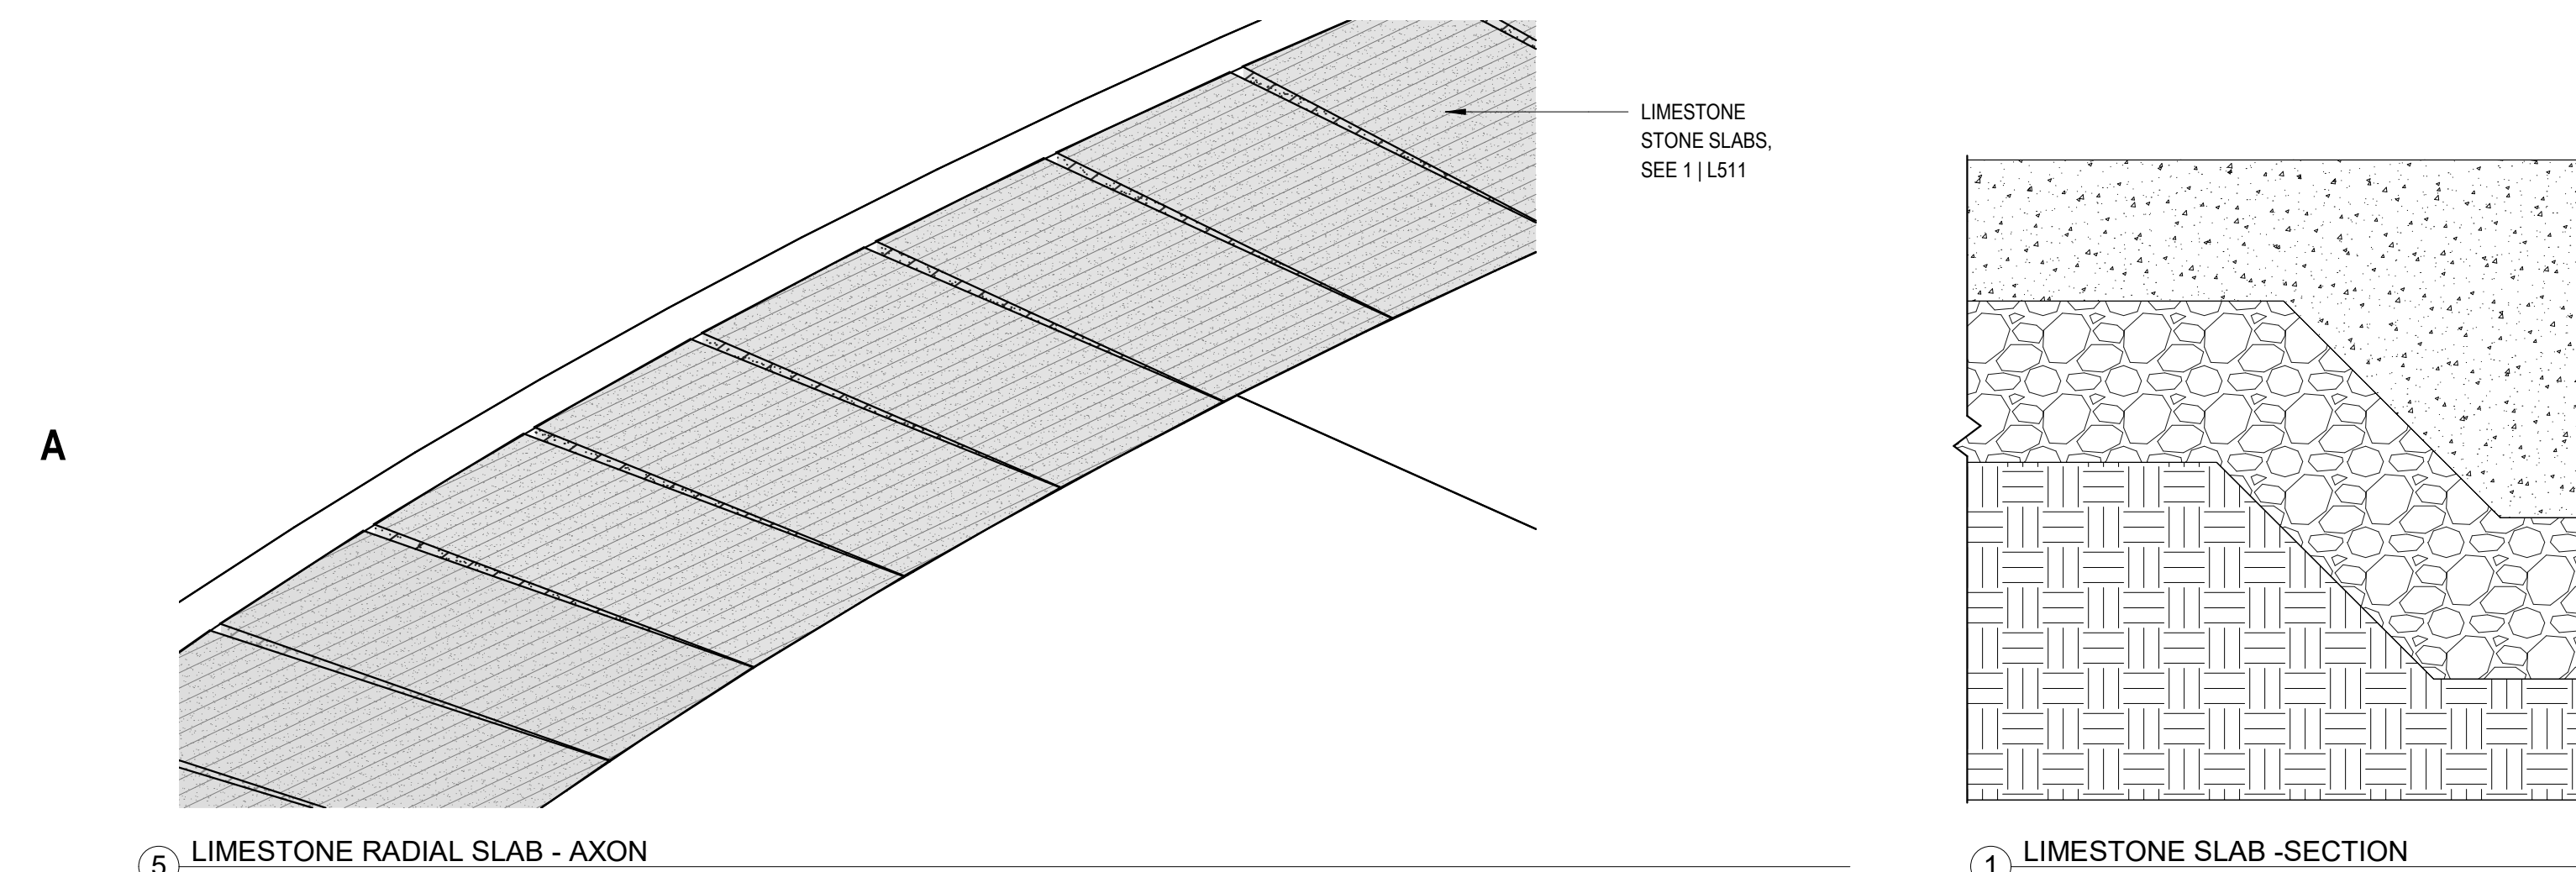 LIMESTONE
STONE SLABS,
SEE 1 | L511
A
5 LIMESTONE RADIAL SLAB - AXON
1 LIMESTONE SLAB -SECTION